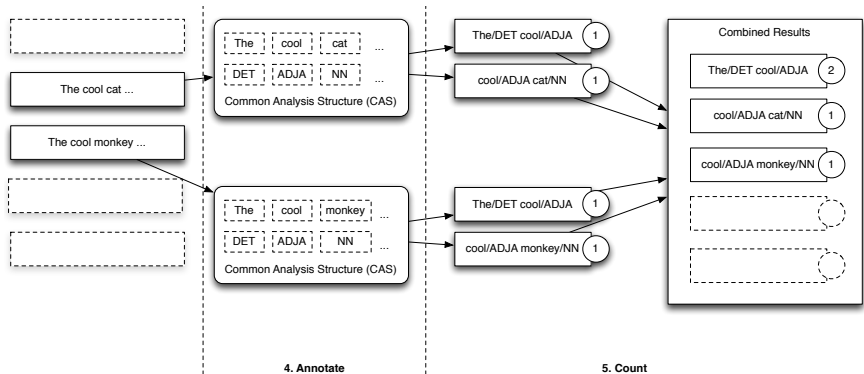 The cool cat ...
The cool monkey ...
The cool cat ...
DET ADJA NN ...
Common Analysis Structure (CAS)
The cool monkey ...
DET ADJA NN ...
Common Analysis Structure (CAS)
4. Annotate
The/DET cool/ADJA 1
cool/ADJA cat/NN 1
The/DET cool/ADJA 1
cool/ADJA monkey/NN 1
Combined Results
The/DET cool/ADJA 2
cool/ADJA cat/NN 1
cool/ADJA monkey/NN 1
5. Count